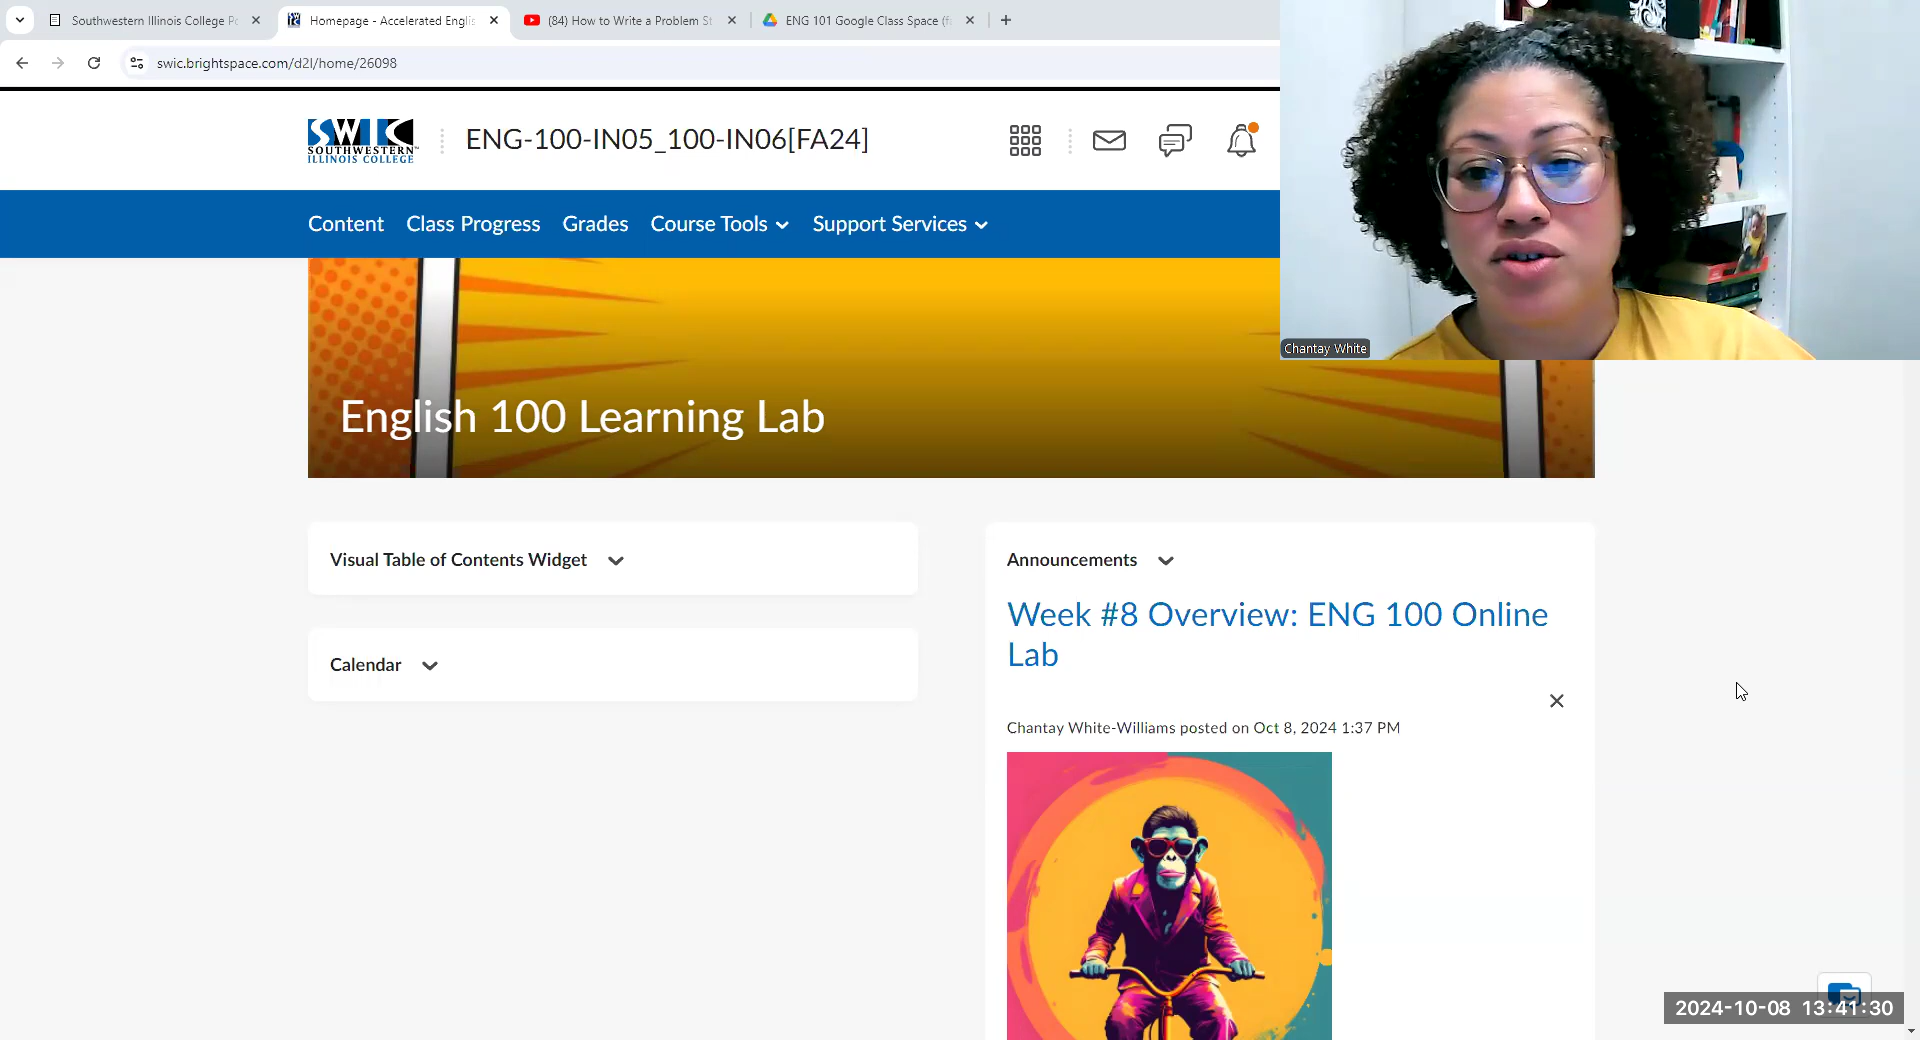 Southwestern Illinois College Po
Homepage - Accelerated Englis
(84) How to Write a Problem St
ENG 101 Google Class Space (f
swic.brightspace.com/d2l/home/26098
SWIC
SOUTHWESTERN
ILLINOIS COLLEGE
ENG-100-IN05_100-IN06[FA24]
Content Class Progress Grades Course Tools Support Services
Chantay White
English 100 Learning Lab
Visual Table of Contents Widget
Calendar
Announcements
Week #8 Overview: ENG 100 Online
Lab
Chantay White-Williams posted on Oct 8, 2024 1:37 PM
2024-10-08 13:41:30